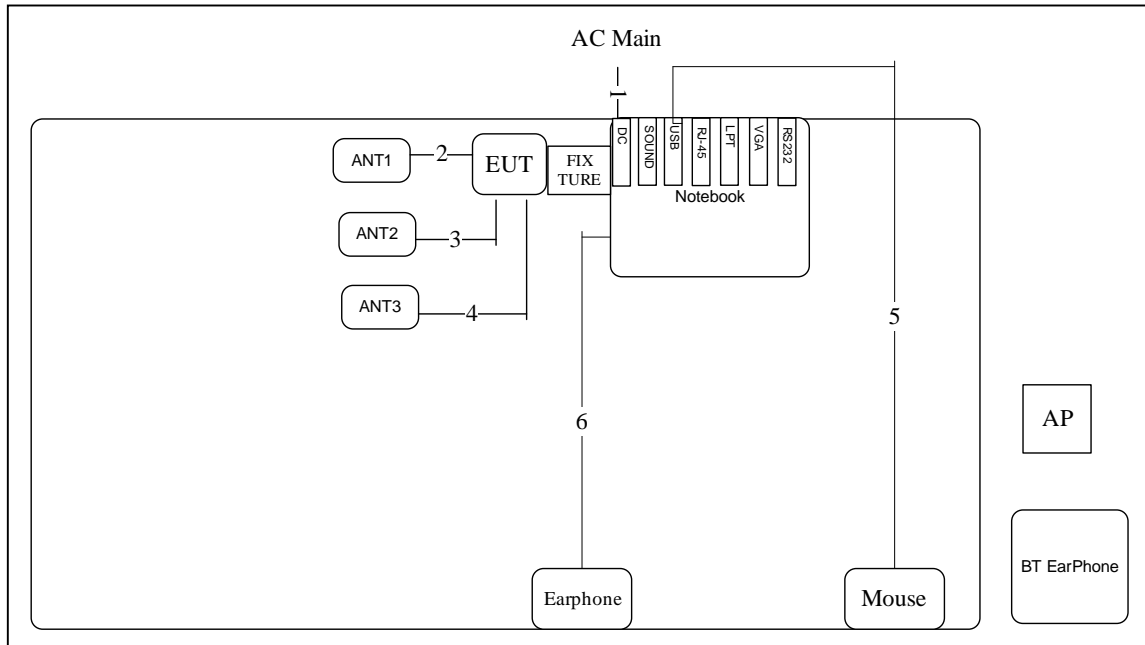 AC Main
1
DC
SOUND
USB
RJ-45
LPT
VGA
RS232
Notebook
ANT1
2
EUT
FIX
TURE
ANT2
3
ANT3
4
5
6
AP
BT EarPhone
Earphone
Mouse